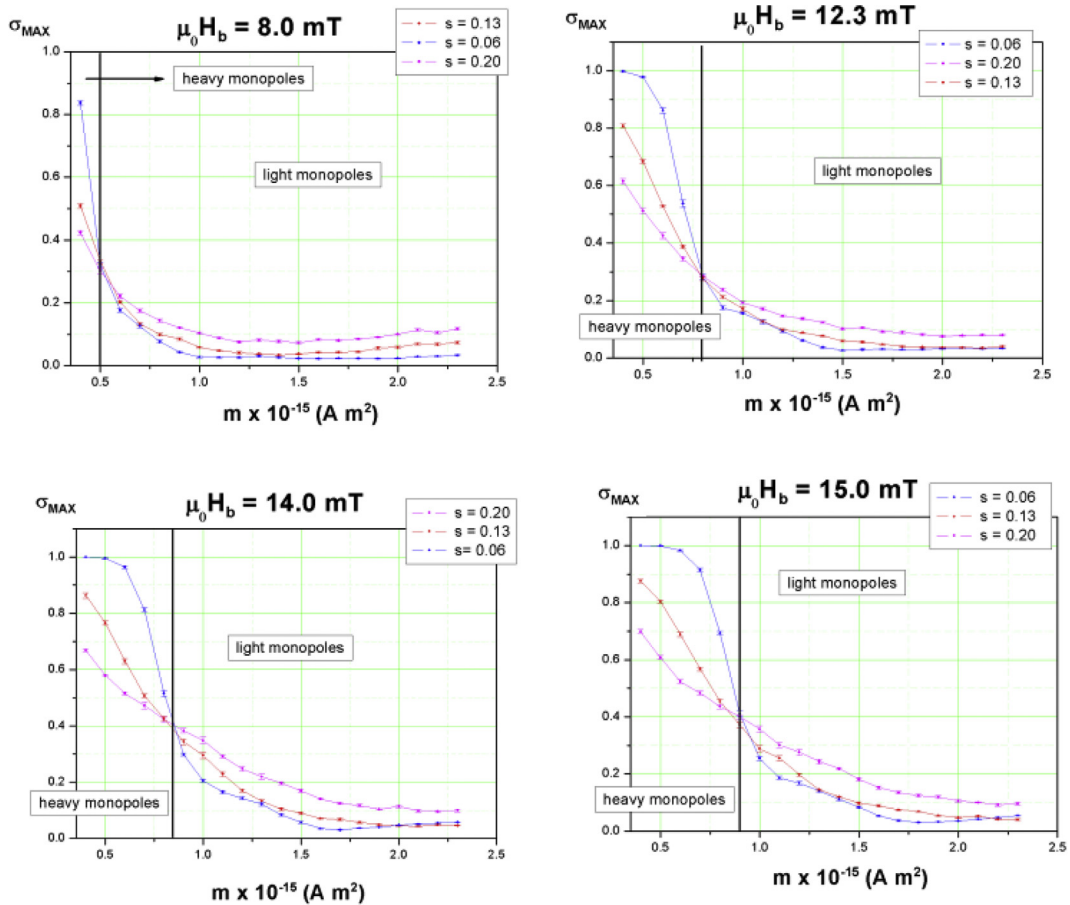 σMAX
μ0Hb = 8.0 mT
s = 0.13
s = 0.06
s = 0.20
heavy monopoles
light monopoles
1.0
0.8
0.6
0.4
0.2
0.0
0.5 1.0 1.5 2.0 2.5
m x 10-15 (A m2)
σMAX
μ0Hb = 12.3 mT
s = 0.06
s = 0.20
s = 0.13
light monopoles
heavy monopoles
1.0
0.8
0.6
0.4
0.2
0.0
0.5 1.0 1.5 2.0 2.5
m x 10-15 (A m2)
σMAX
μ0Hb = 14.0 mT
s = 0.20
s = 0.13
s= 0.06
light monopoles
heavy monopoles
1.0
0.8
0.6
0.4
0.2
0.0
0.5 1.0 1.5 2.0 2.5
m x 10-15 (A m2)
σMAX
μ0Hb = 15.0 mT
s = 0.06
s = 0.13
s = 0.20
light monopoles
heavy monopoles
1.0
0.8
0.6
0.4
0.2
0.0
0.5 1.0 1.5 2.0 2.5
m x 10-15 (A m2)